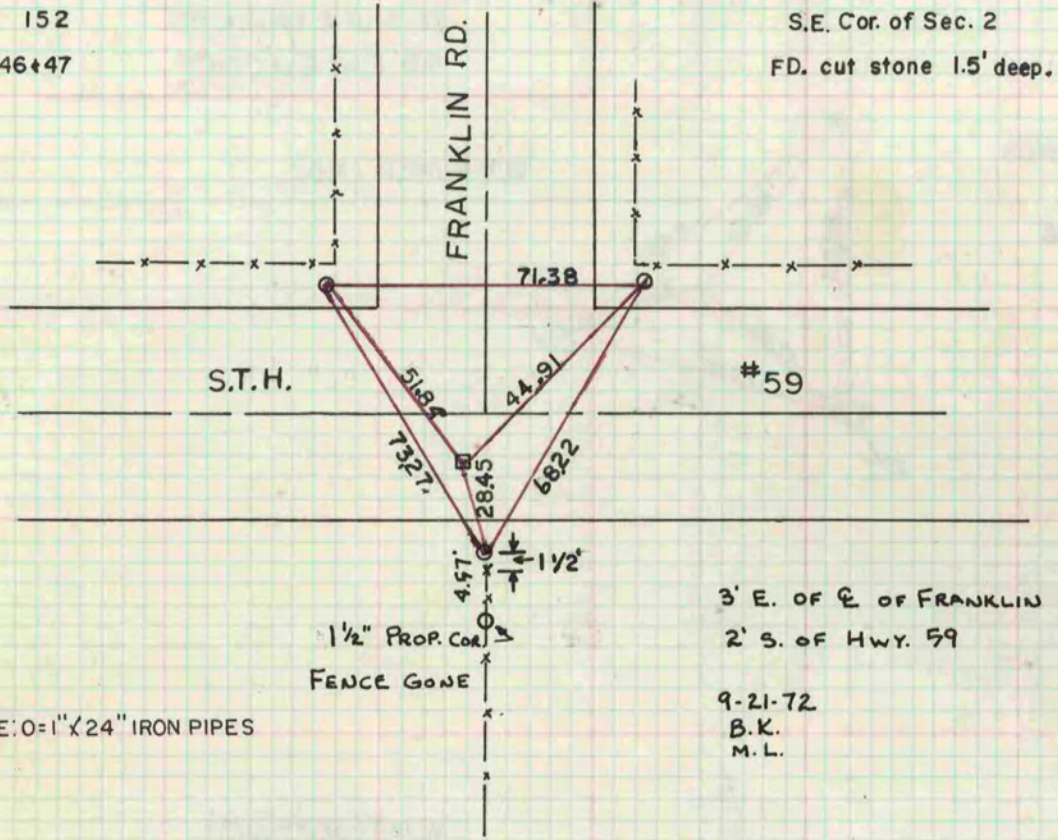 152
46&47
S.E. Cor. of Sec. 2
FD. cut stone 1.5' deep.
FRANKLIN RD.
71.38
S.T.H.
#59
51.84
44.91
73.27
28.45
68.22
1 1/2'
1 1/2" PROP. COR
FENCE GONE
3' E. OF ℄ OF FRANKLIN
2' S. OF HWY. 59
9-21-72
B.K.
M.L.
E: O=1"X24" IRON PIPES